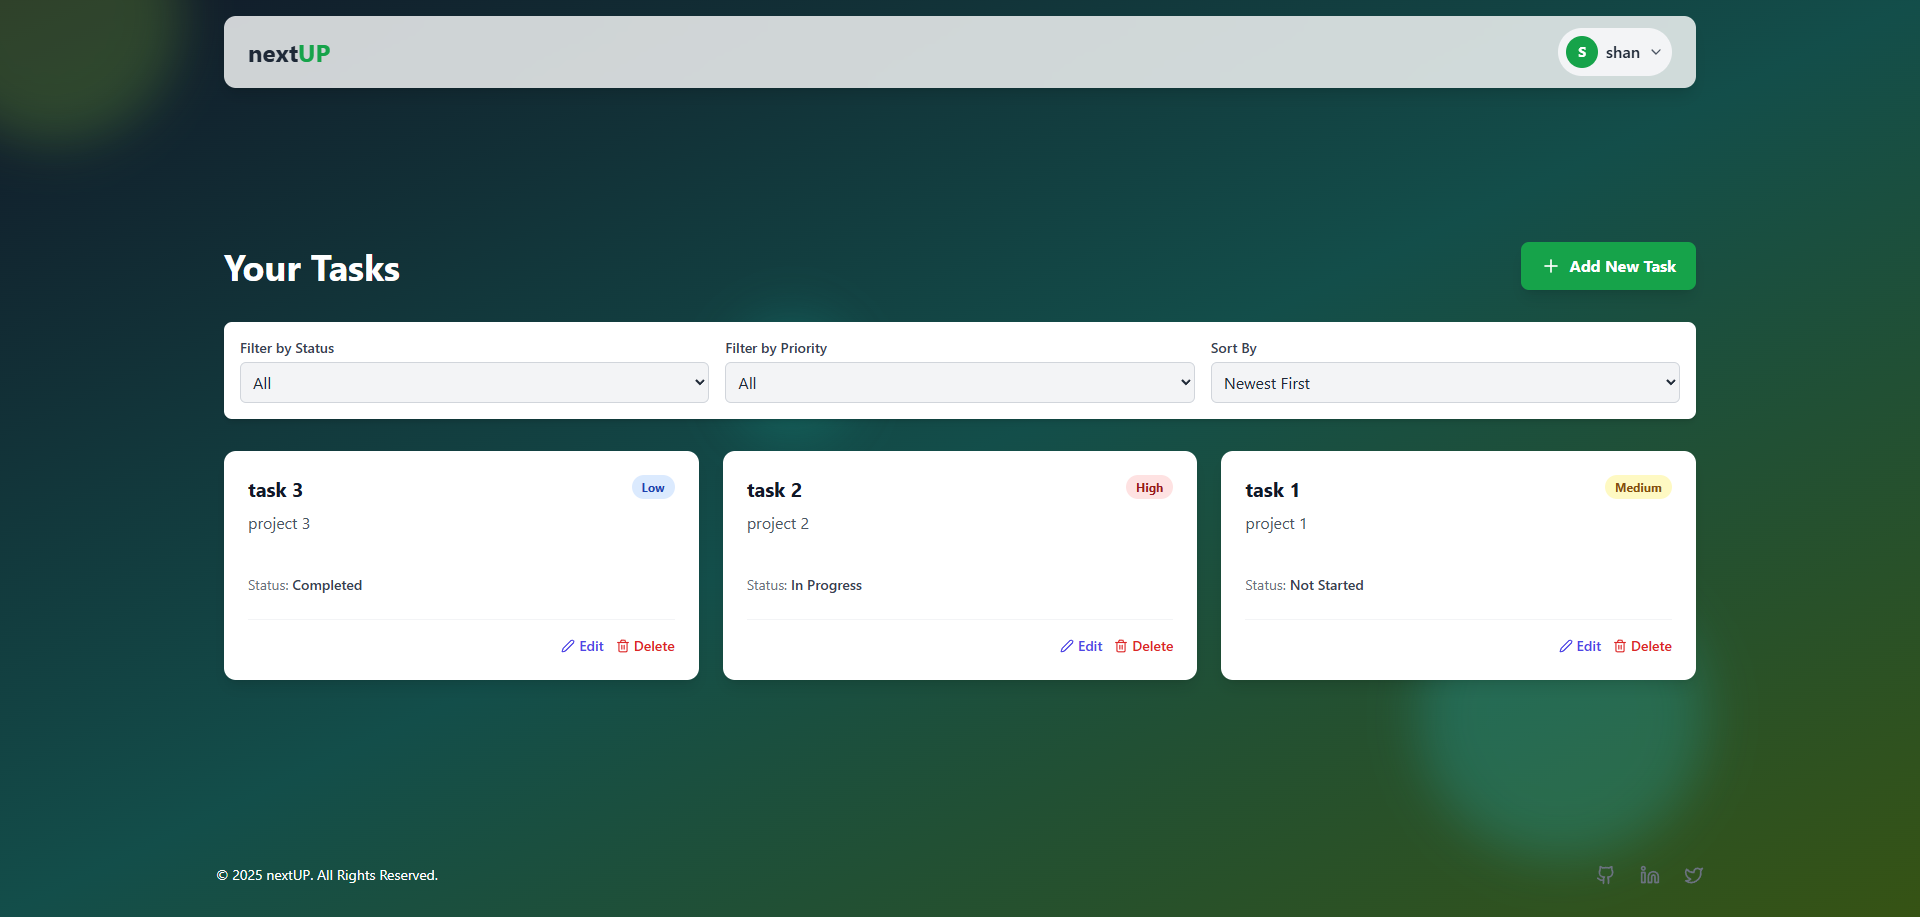 nextUP
S shan
Your Tasks
Add New Task
Filter by Status
All
Filter by Priority
All
Sort By
Newest First
task 3
Low
project 3
Status: Completed
Edit Delete
task 2
High
project 2
Status: In Progress
Edit Delete
task 1
Medium
project 1
Status: Not Started
Edit Delete
© 2025 nextUP. All Rights Reserved.